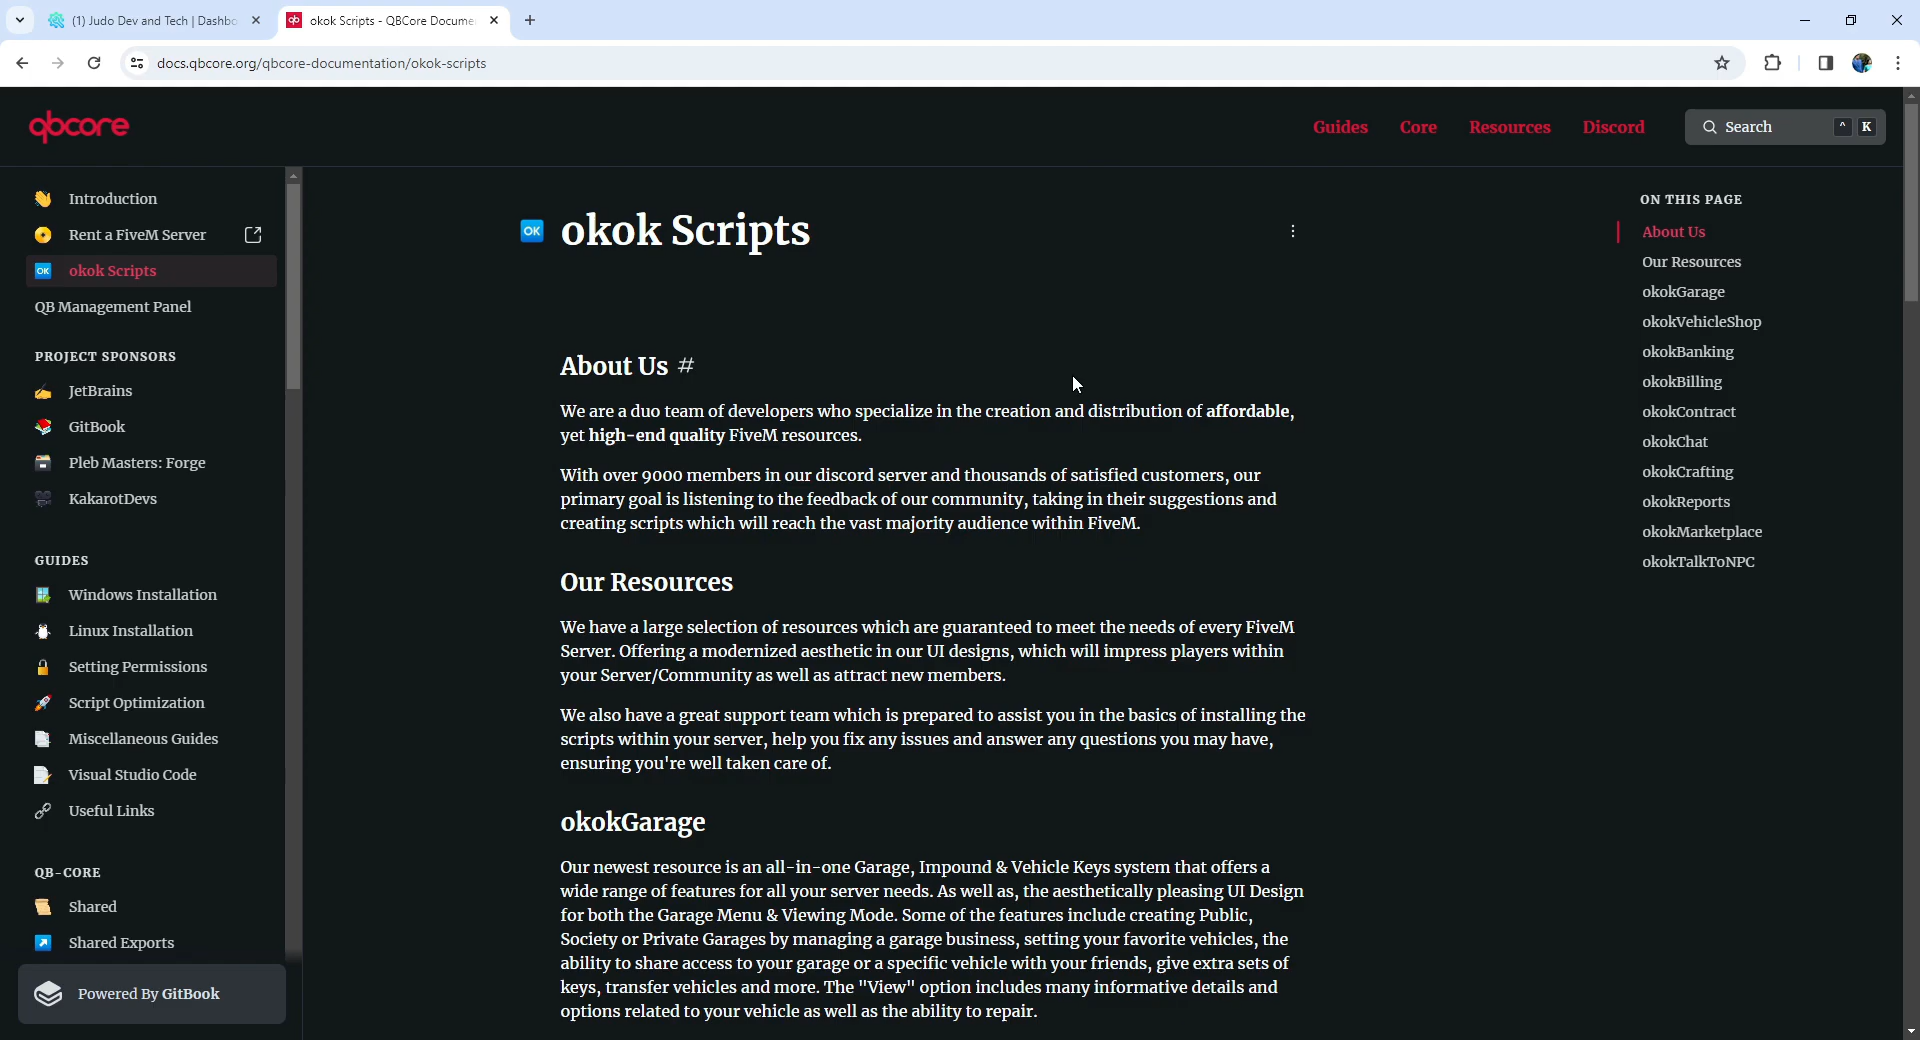 (1) Judo Dev and Tech | Dashbo
okok Scripts - QBCore Docume
docs.qbcore.org/qbcore-documentation/okok-scripts
qbcore
Guides
Core
Resources
Discord
Search
^ K
Introduction
Rent a FiveM Server
OK okok Scripts
QB Management Panel
PROJECT SPONSORS
JetBrains
GitBook
Pleb Masters: Forge
KakarotDevs
GUIDES
Windows Installation
Linux Installation
Setting Permissions
Script Optimization
Miscellaneous Guides
Visual Studio Code
Useful Links
QB-CORE
Shared
Shared Exports
Powered By GitBook
OK okok Scripts
About Us #
We are a duo team of developers who specialize in the creation and distribution of affordable,
yet high-end quality FiveM resources.
With over 9000 members in our discord server and thousands of satisfied customers, our
primary goal is listening to the feedback of our community, taking in their suggestions and
creating scripts which will reach the vast majority audience within FiveM.
Our Resources
We have a large selection of resources which are guaranteed to meet the needs of every FiveM
Server. Offering a modernized aesthetic in our UI designs, which will impress players within
your Server/Community as well as attract new members.
We also have a great support team which is prepared to assist you in the basics of installing the
scripts within your server, help you fix any issues and answer any questions you may have,
ensuring you're well taken care of.
okokGarage
Our newest resource is an all-in-one Garage, Impound & Vehicle Keys system that offers a
wide range of features for all your server needs. As well as, the aesthetically pleasing UI Design
for both the Garage Menu & Viewing Mode. Some of the features include creating Public,
Society or Private Garages by managing a garage business, setting your favorite vehicles, the
ability to share access to your garage or a specific vehicle with your friends, give extra sets of
keys, transfer vehicles and more. The "View" option includes many informative details and
options related to your vehicle as well as the ability to repair.
ON THIS PAGE
About Us
Our Resources
okokGarage
okokVehicleShop
okokBanking
okokBilling
okokContract
okokChat
okokCrafting
okokReports
okokMarketplace
okokTalkToNPC